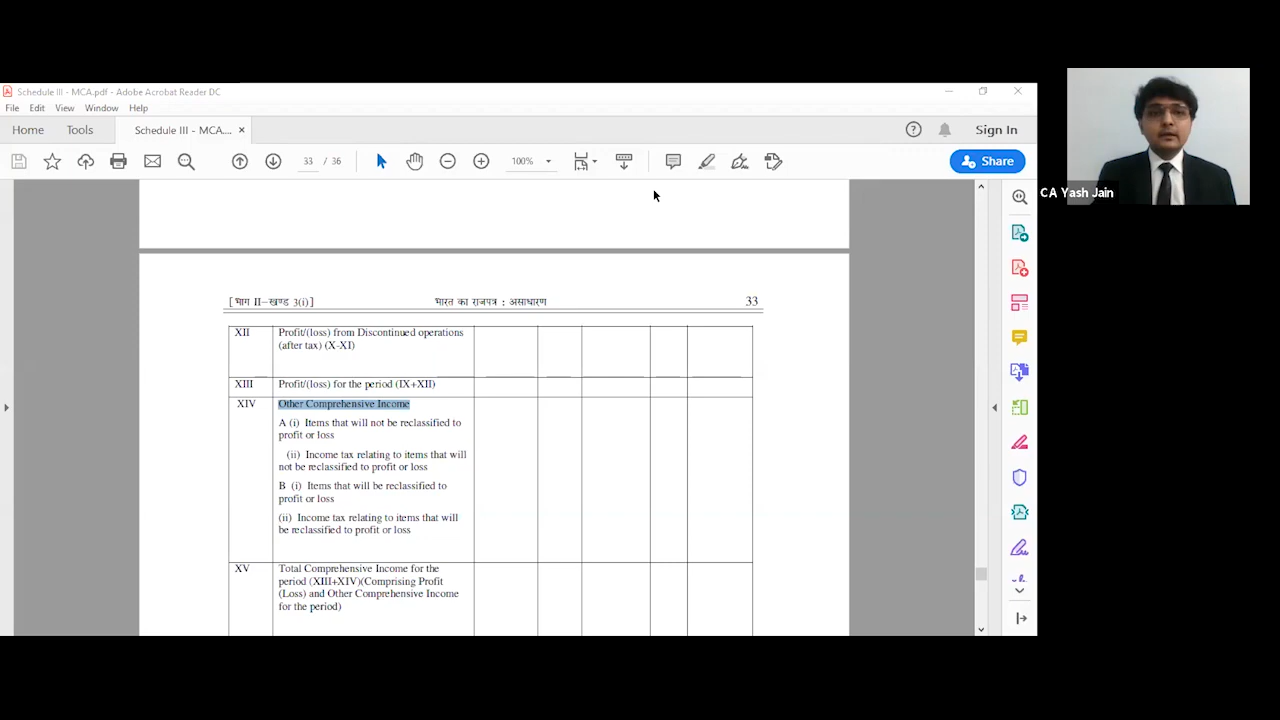 Schedule III - MCA.pdf - Adobe Acrobat Reader DC
File Edit View Window Help
Home Tools Schedule III - MCA.... × Sign In
33 / 36 100% Share
CA Yash Jain
[भाग II—खण्ड 3(i)] भारत का राजपत्र : असाधारण 33
XII Profit/(loss) from Discontinued operations
(after tax) (X-XI)
XIII Profit/(loss) for the period (IX+XII)
XIV Other Comprehensive Income
A (i) Items that will not be reclassified to
profit or loss
(ii) Income tax relating to items that will
not be reclassified to profit or loss
B (i) Items that will be reclassified to
profit or loss
(ii) Income tax relating to items that will
be reclassified to profit or loss
XV Total Comprehensive Income for the
period (XIII+XIV)(Comprising Profit
(Loss) and Other Comprehensive Income
for the period)